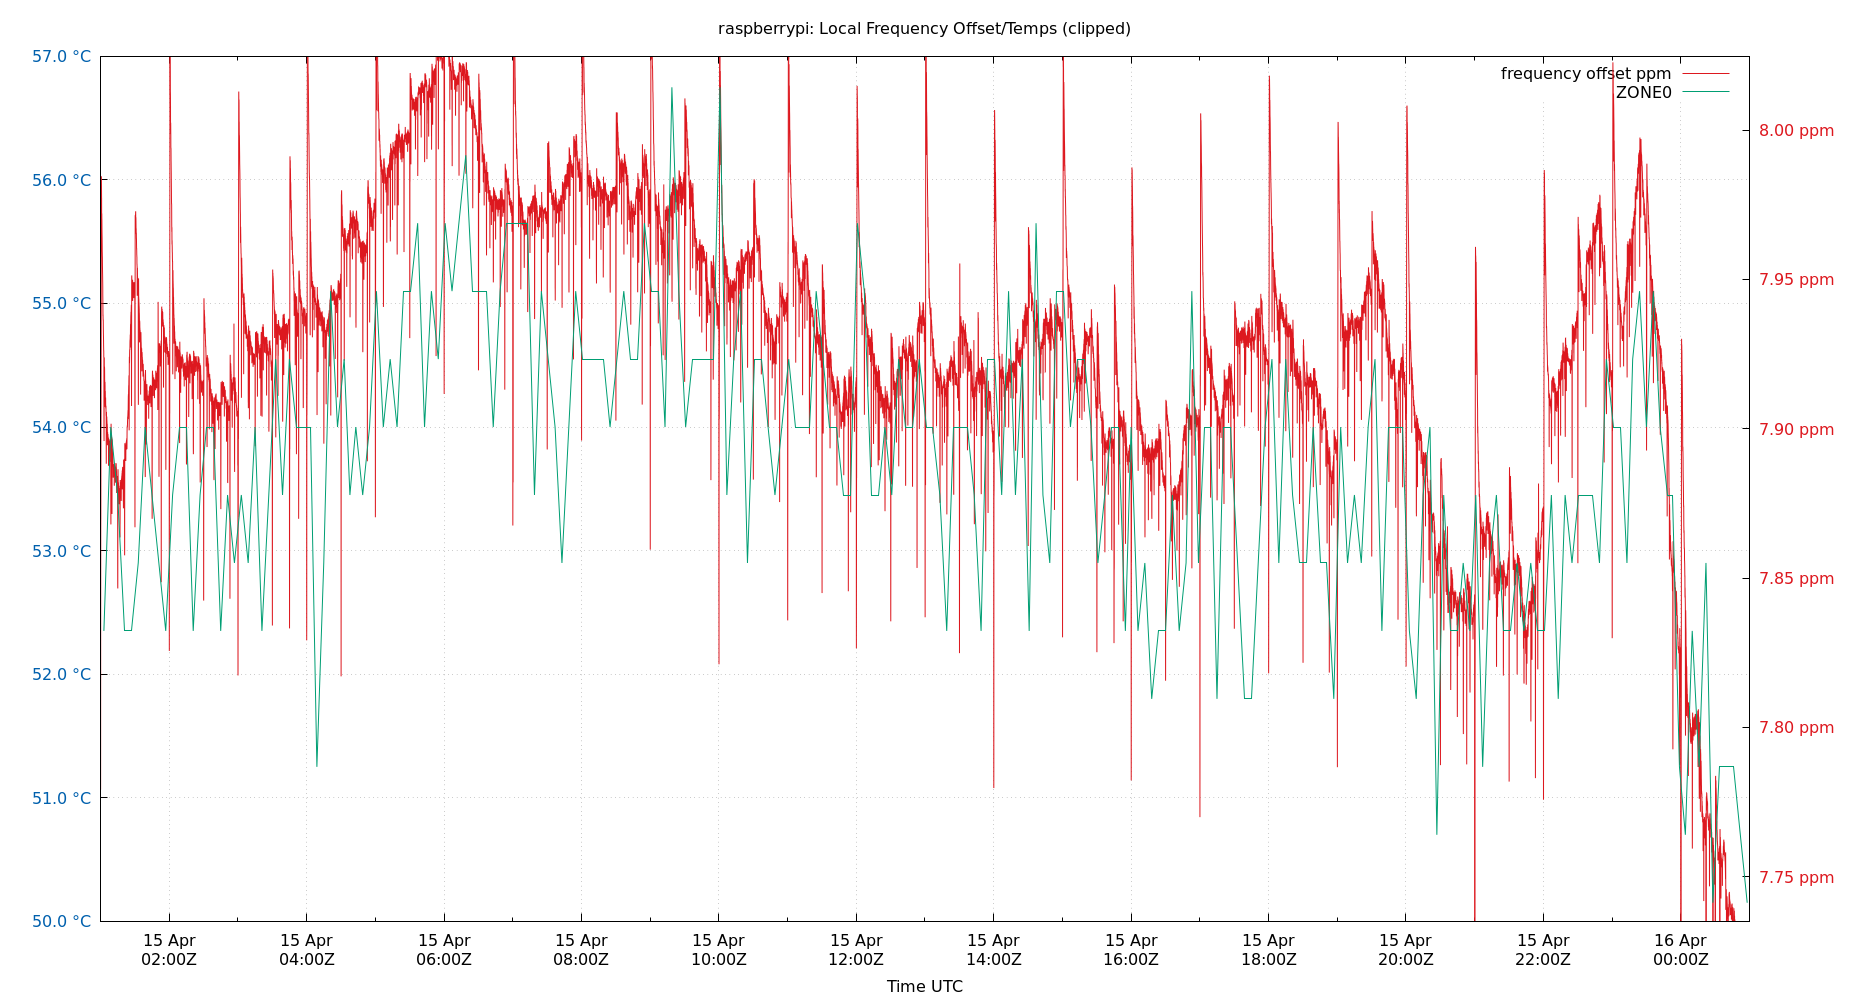 raspberrypi: Local Frequency Offset/Temps (clipped)
57.0 °C
56.0 °C
55.0 °C
54.0 °C
53.0 °C
52.0 °C
51.0 °C
50.0 °C
frequency offset ppm
ZONE0
8.00 ppm
7.95 ppm
7.90 ppm
7.85 ppm
7.80 ppm
7.75 ppm
15 Apr 15 Apr 15 Apr 15 Apr 15 Apr 15 Apr 15 Apr 15 Apr 15 Apr 15 Apr 15 Apr 16 Apr
02:00Z 04:00Z 06:00Z 08:00Z 10:00Z 12:00Z 14:00Z 16:00Z 18:00Z 20:00Z 22:00Z 00:00Z
Time UTC